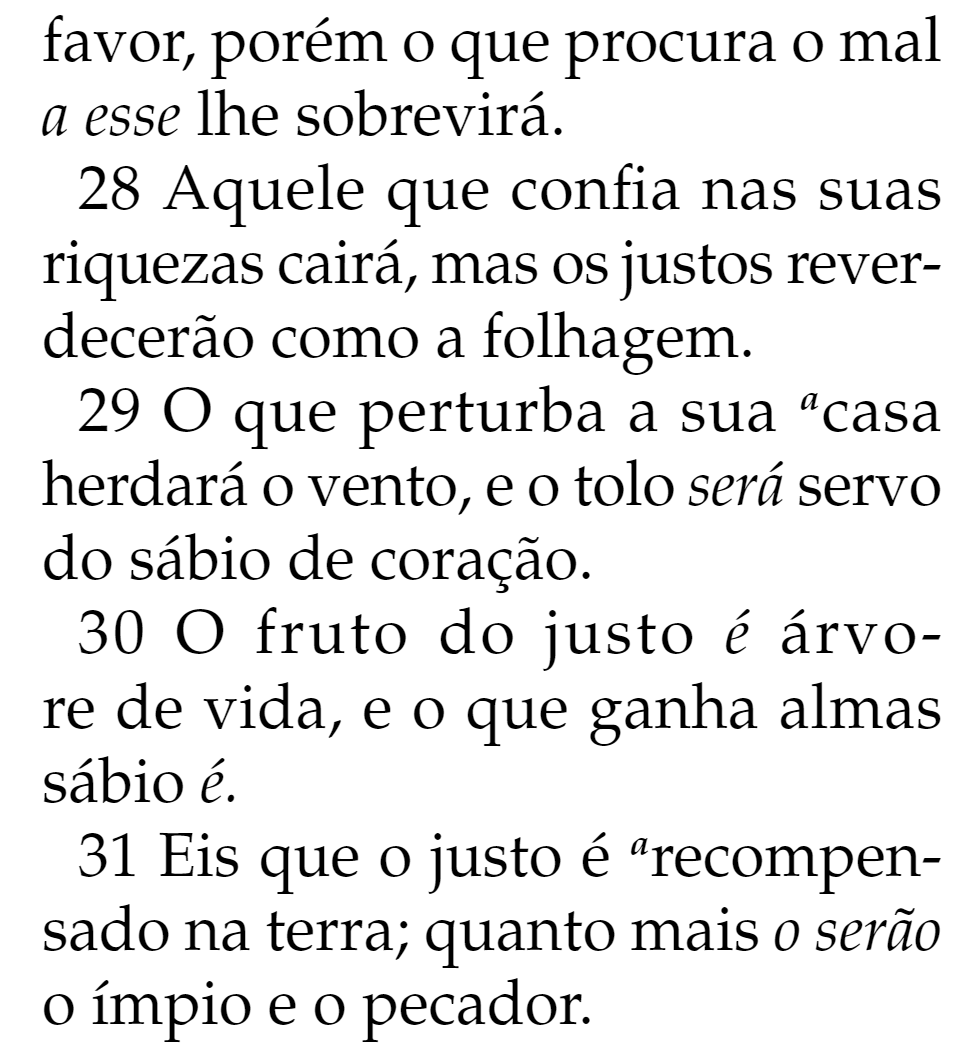 favor, porém o que procura o mal
a esse lhe sobrevirá.
28 Aquele que confia nas suas
riquezas cairá, mas os justos rever-
decerão como a folhagem.
29 O que perturba a sua ᵃcasa
herdará o vento, e o tolo será servo
do sábio de coração.
30 O fruto do justo é árvo-
re de vida, e o que ganha almas
sábio é.
31 Eis que o justo é ᵃrecompen-
sado na terra; quanto mais o serão
o ímpio e o pecador.